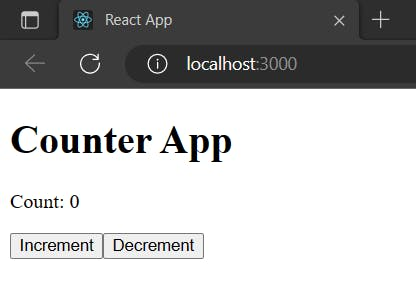 React App
localhost:3000
Counter App
Count: 0
Increment Decrement